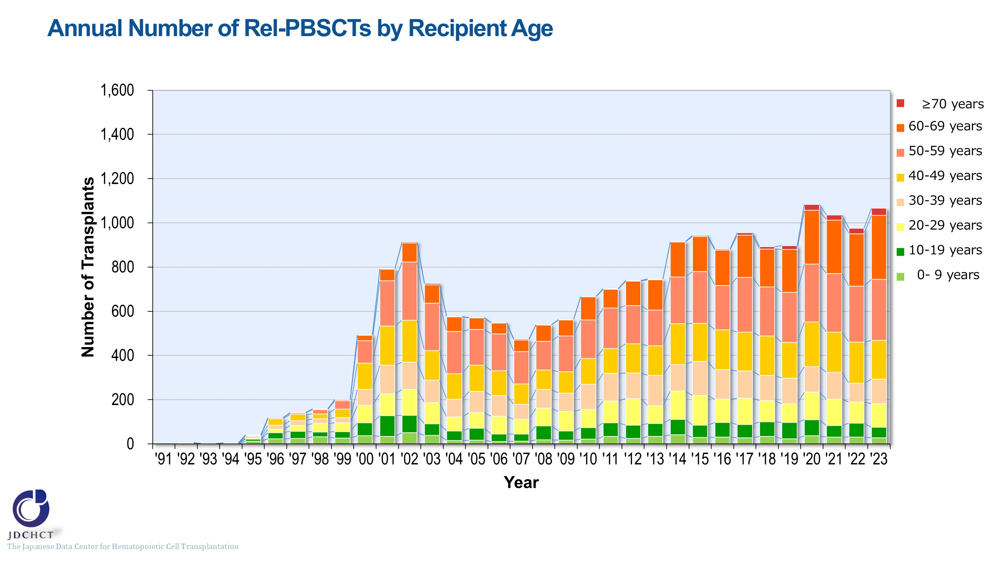 Annual Number of Rel-PBSCTs by Recipient Age
1,600
1,400
1,200
1,000
800
600
400
200
0
Number of Transplants
'91 '92 '93 '94 '95 '96 '97 '98 '99 '00 '01 '02 '03 '04 '05 '06 '07 '08 '09 '10 '11 '12 '13 '14 '15 '16 '17 '18 '19 '20 '21 '22 '23
Year
≥70 years
60-69 years
50-59 years
40-49 years
30-39 years
20-29 years
10-19 years
0- 9 years
JDCHCT
The Japanese Data Center for Hematopoietic Cell Transplantation